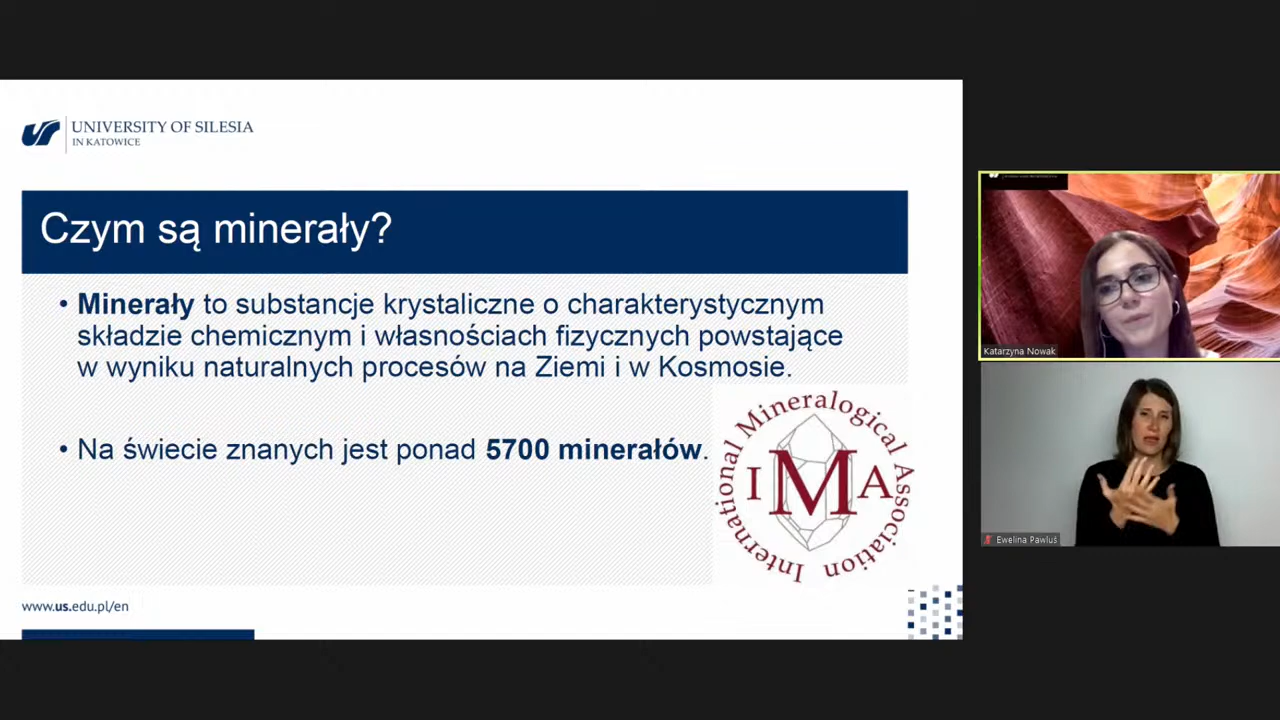 UNIVERSITY OF SILESIA
IN KATOWICE
Czym są minerały?
• Minerały to substancje krystaliczne o charakterystycznym
składzie chemicznym i własnościach fizycznych powstające
w wyniku naturalnych procesów na Ziemi i w Kosmosie.
• Na świecie znanych jest ponad 5700 minerałów.
International Mineralogical Association
IMA
www.us.edu.pl/en
Katarzyna Nowak
Ewelina Pawluś